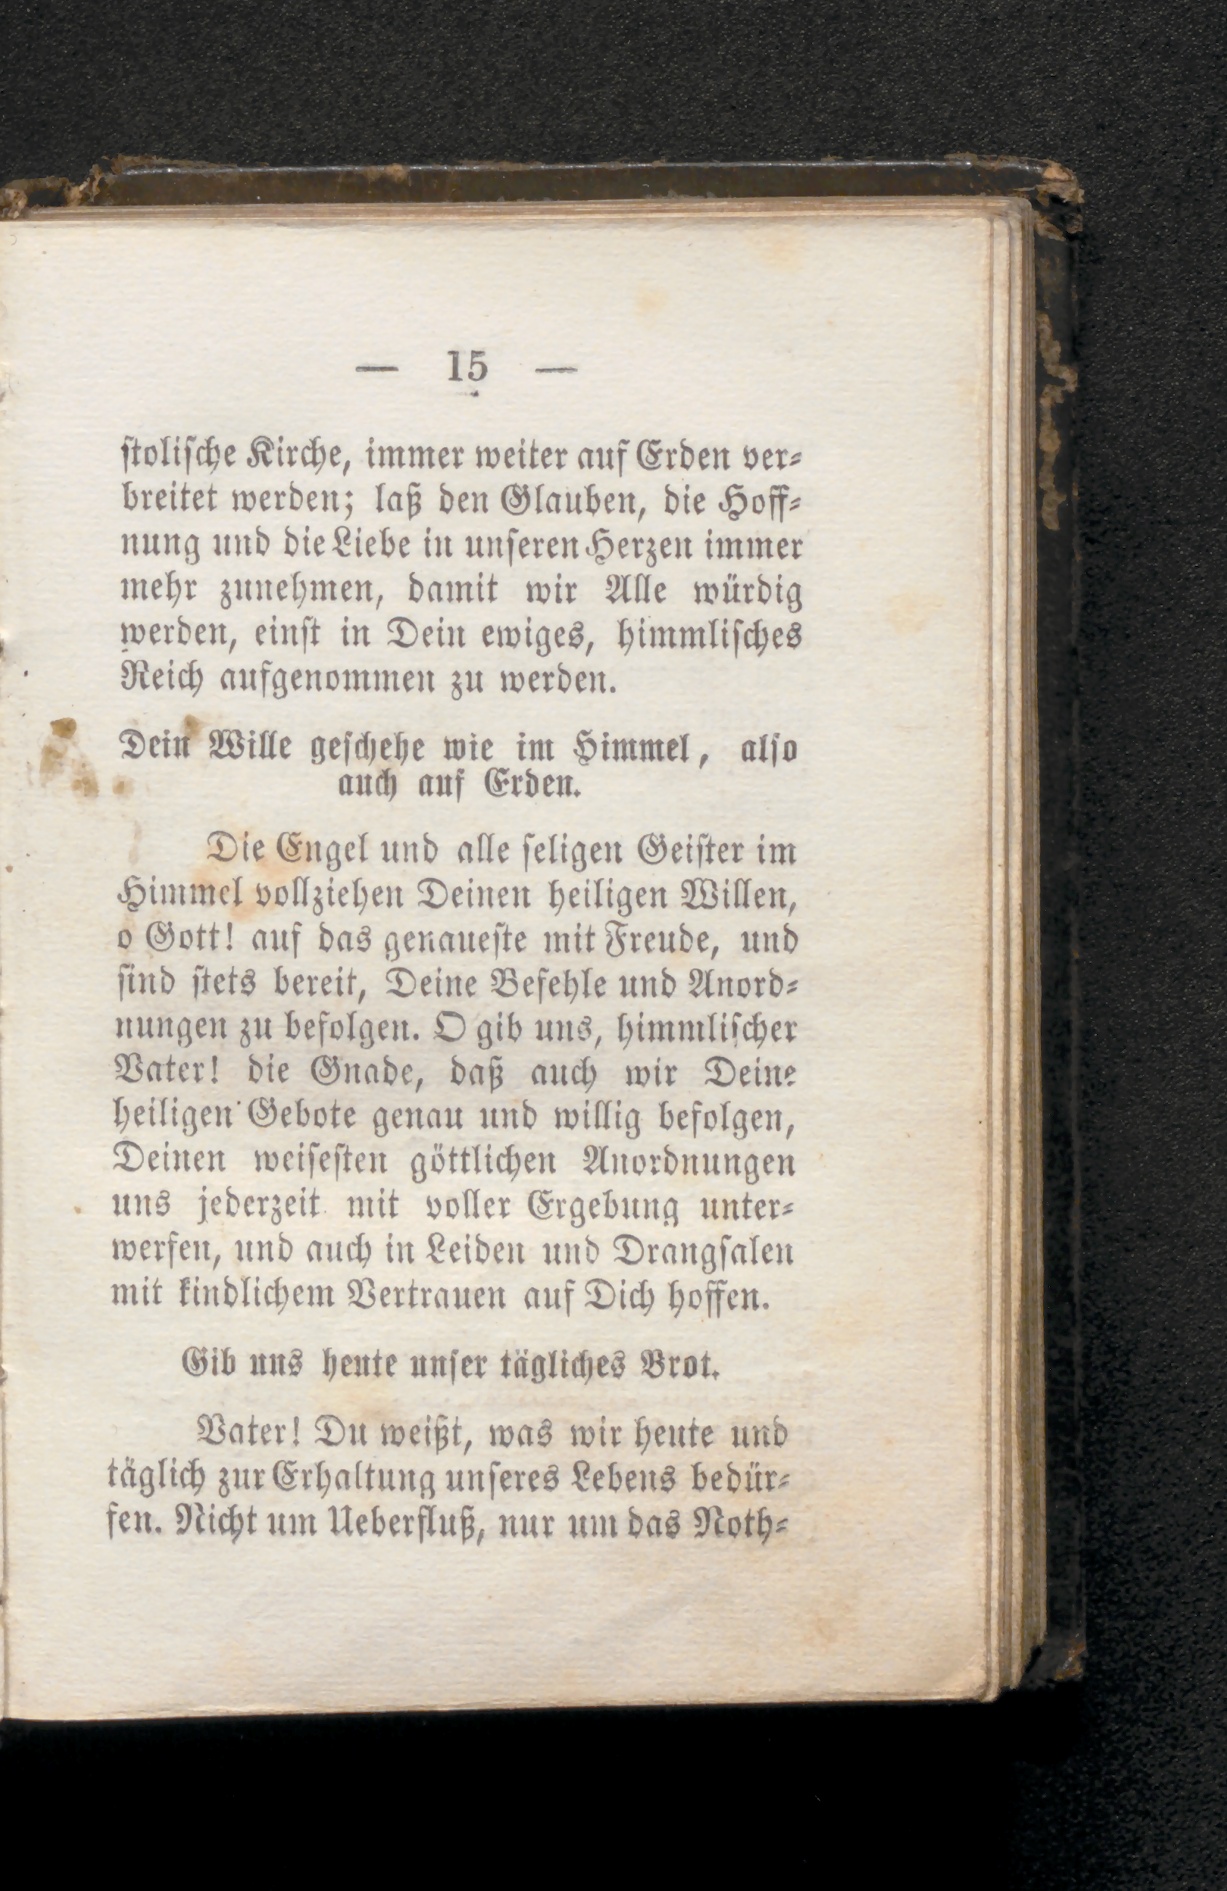 — 15 —
stolische Kirche, immer weiter auf Erden ver-
breitet werden; laß den Glauben, die Hoff-
nung und die Liebe in unseren Herzen immer
mehr zunehmen, damit wir Alle würdig
werden, einst in Dein ewiges, himmlisches
Reich aufgenommen zu werden.
Dein Wille geschehe wie im Himmel, also
auch auf Erden.
Die Engel und alle seligen Geister im
Himmel vollziehen Deinen heiligen Willen,
o Gott! auf das genaueste mit Freude, und
sind stets bereit, Deine Befehle und Anord-
nungen zu befolgen. O gib uns, himmlischer
Vater! die Gnade, daß auch wir Deine
heiligen Gebote genau und willig befolgen,
Deinen weisesten göttlichen Anordnungen
uns jederzeit mit voller Ergebung unter-
werfen, und auch in Leiden und Drangsalen
mit kindlichem Vertrauen auf Dich hoffen.
Gib uns heute unser tägliches Brot.
Vater! Du weißt, was wir heute und
täglich zur Erhaltung unseres Lebens bedür-
fen. Nicht um Ueberfluß, nur um das Noth-